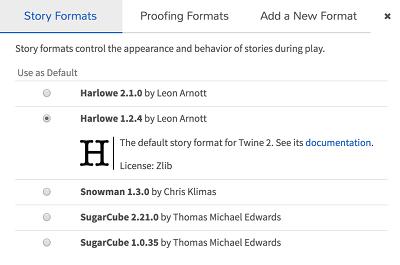 Story Formats Proofing Formats Add a New Format ×
Story formats control the appearance and behavior of stories during play.
Use as Default
Harlowe 2.1.0 by Leon Arnott
Harlowe 1.2.4 by Leon Arnott
H
The default story format for Twine 2. See its documentation.
License: Zlib
Snowman 1.3.0 by Chris Klimas
SugarCube 2.21.0 by Thomas Michael Edwards
SugarCube 1.0.35 by Thomas Michael Edwards